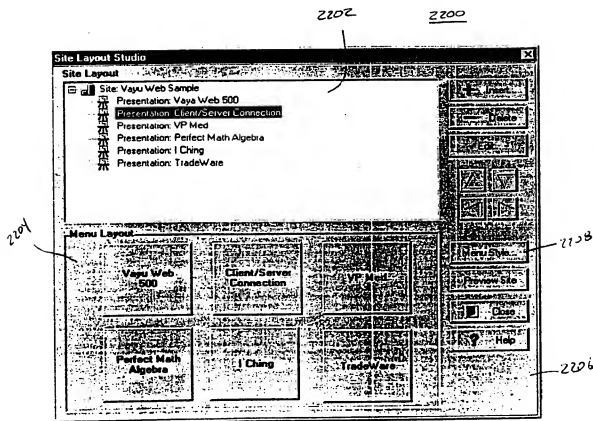 2202
2200
Site Layout Studio
Site Layout
Site: Vayu Web Sample
Presentation: Vaya Web 500
Presentation: Client/Server Connection
Presentation: VP Med
Presentation: Perfect Math Algebra
Presentation: I Ching
Presentation: TradeWare
Insert
Delete
Edit
Menu Layout
2204
Vayu Web
500
Client/Server
Connection
VP Med
Menu Style...
2208
Preview Site
Close
Perfect Math
Algebra
I Ching
TradeWare
? Help
2206